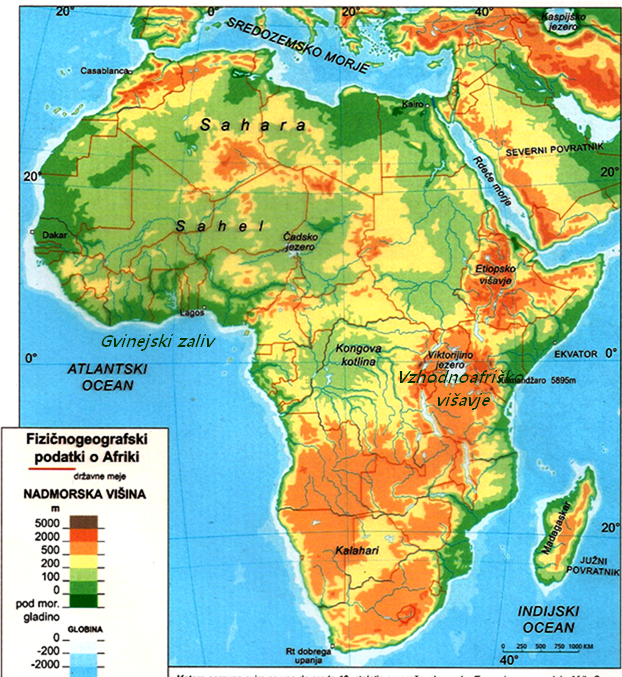 20°
0°
20°
40°
Kaspijsko
jezero
SREDOZEMSKO MORJE
Casabianca
Kairo
Sahara
SEVERNI POVRATNIK
Rdeče morje
20°
20°
Sahel
Dakar
Čadsko
jezero
Etiopsko
višavje
Lagos
Gvinejski zaliv
Kongova
kotlina
Viktorijino
jezero
EKVATOR
0°
0°
ATLANTSKI
OCEAN
Vzhodnoafriško
višavje
5895m
Fizičnogeografski
podatki o Afriki
državne meje
NADMORSKA VIŠINA
m
5000
2000
500
200
100
0
pod mor.
gladino
GLOBINA
0
-200
-2000
Kalahari
Madagaskar
20°
JUŽNI
POVRATNIK
INDIJSKI
OCEAN
0 250 500 750 1000 KM
Rt dobrega
upanja
40°